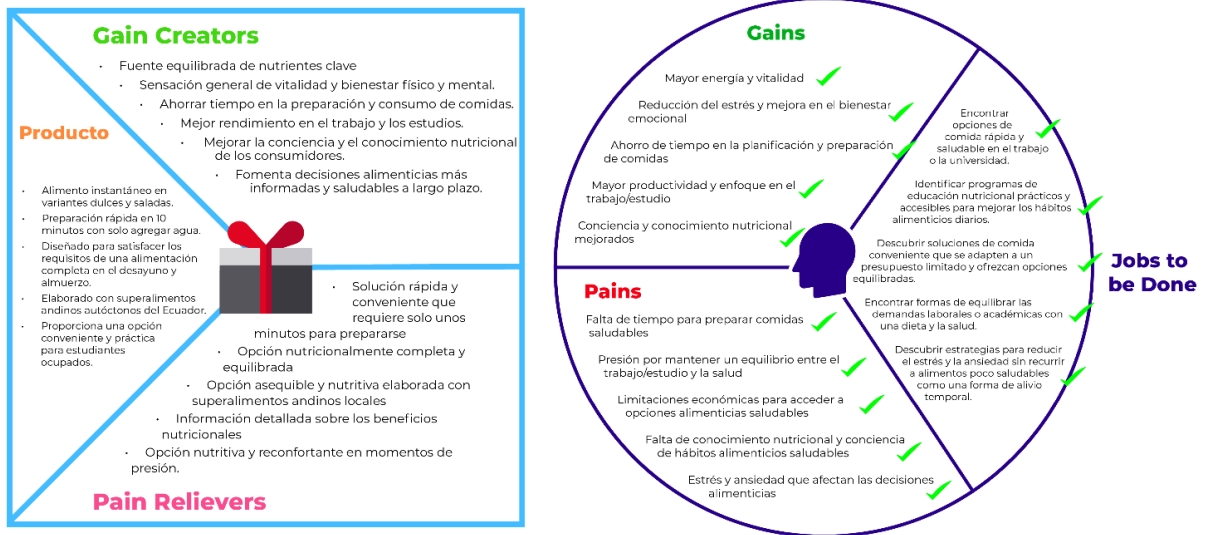 Gain Creators
· Fuente equilibrada de nutrientes clave
· Sensación general de vitalidad y bienestar físico y mental.
· Ahorrar tiempo en la preparación y consumo de comidas.
· Mejor rendimiento en el trabajo y los estudios.
· Mejorar la conciencia y el conocimiento nutricional
de los consumidores.
· Fomenta decisiones alimenticias más
informadas y saludables a largo plazo.
Producto
· Alimento instantáneo en
variantes dulces y saladas.
· Preparación rápida en 10
minutos con solo agregar agua.
· Diseñado para satisfacer los
requisitos de una alimentación
completa en el desayuno y
almuerzo.
· Elaborado con superalimentos
andinos autóctonos del Ecuador.
· Proporciona una opción
conveniente y práctica
para estudiantes
ocupados.
· Solución rápida y
conveniente que
requiere solo unos
minutos para prepararse
· Opción nutricionalmente completa y
equilibrada
· Opción asequible y nutritiva elaborada con
superalimentos andinos locales
· Información detallada sobre los beneficios
nutricionales
· Opción nutritiva y reconfortante en momentos de
presión.
Pain Relievers
Gains
Mayor energía y vitalidad
Reducción del estrés y mejora en el bienestar
emocional
Ahorro de tiempo en la planificación y preparación
de comidas
Mayor productividad y enfoque en el
trabajo/estudio
Conciencia y conocimiento nutricional
mejorados
Pains
Falta de tiempo para preparar comidas
saludables
Presión por mantener un equilibrio entre el
trabajo/estudio y la salud
Limitaciones económicas para acceder a
opciones alimenticias saludables
Falta de conocimiento nutricional y conciencia
de hábitos alimenticios saludables
Estrés y ansiedad que afectan las decisiones
alimenticias
Encontrar
opciones de
comida rápida y
saludable en el trabajo
o la universidad.
Identificar programas de
educación nutricional prácticos y
accesibles para mejorar los hábitos
alimenticios diarios.
Descubrir soluciones de comida
conveniente que se adapten a un
presupuesto limitado y ofrezcan opciones
equilibradas.
Encontrar formas de equilibrar las
demandas laborales o académicas con
una dieta y la salud.
Descubrir estrategias para reducir
el estrés y la ansiedad sin recurrir
a alimentos poco saludables
como una forma de alivio
temporal.
Jobs to
be Done